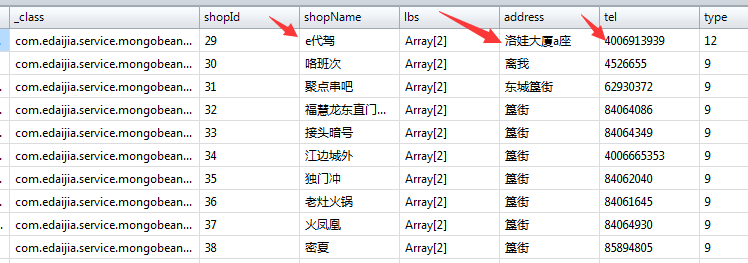 _class shopId shopName lbs address tel type
com.edaijia.service.mongobean... 29 e代驾 Array[2] 洛娃大厦a座 4006913939 12
com.edaijia.service.mongobean... 30 咯班次 Array[2] 离我 4526655 9
com.edaijia.service.mongobean... 31 聚点串吧 Array[2] 东城簋街 62930372 9
com.edaijia.service.mongobean... 32 福慧龙东直门... Array[2] 簋街 84064086 9
com.edaijia.service.mongobean... 33 接头暗号 Array[2] 簋街 84064349 9
com.edaijia.service.mongobean... 34 江边城外 Array[2] 簋街 4006665353 9
com.edaijia.service.mongobean... 35 独门冲 Array[2] 簋街 84062040 9
com.edaijia.service.mongobean... 36 老灶火锅 Array[2] 簋街 84061645 9
com.edaijia.service.mongobean... 37 火凤凰 Array[2] 簋街 84064930 9
com.edaijia.service.mongobean... 38 密夏 Array[2] 簋街 85894805 9